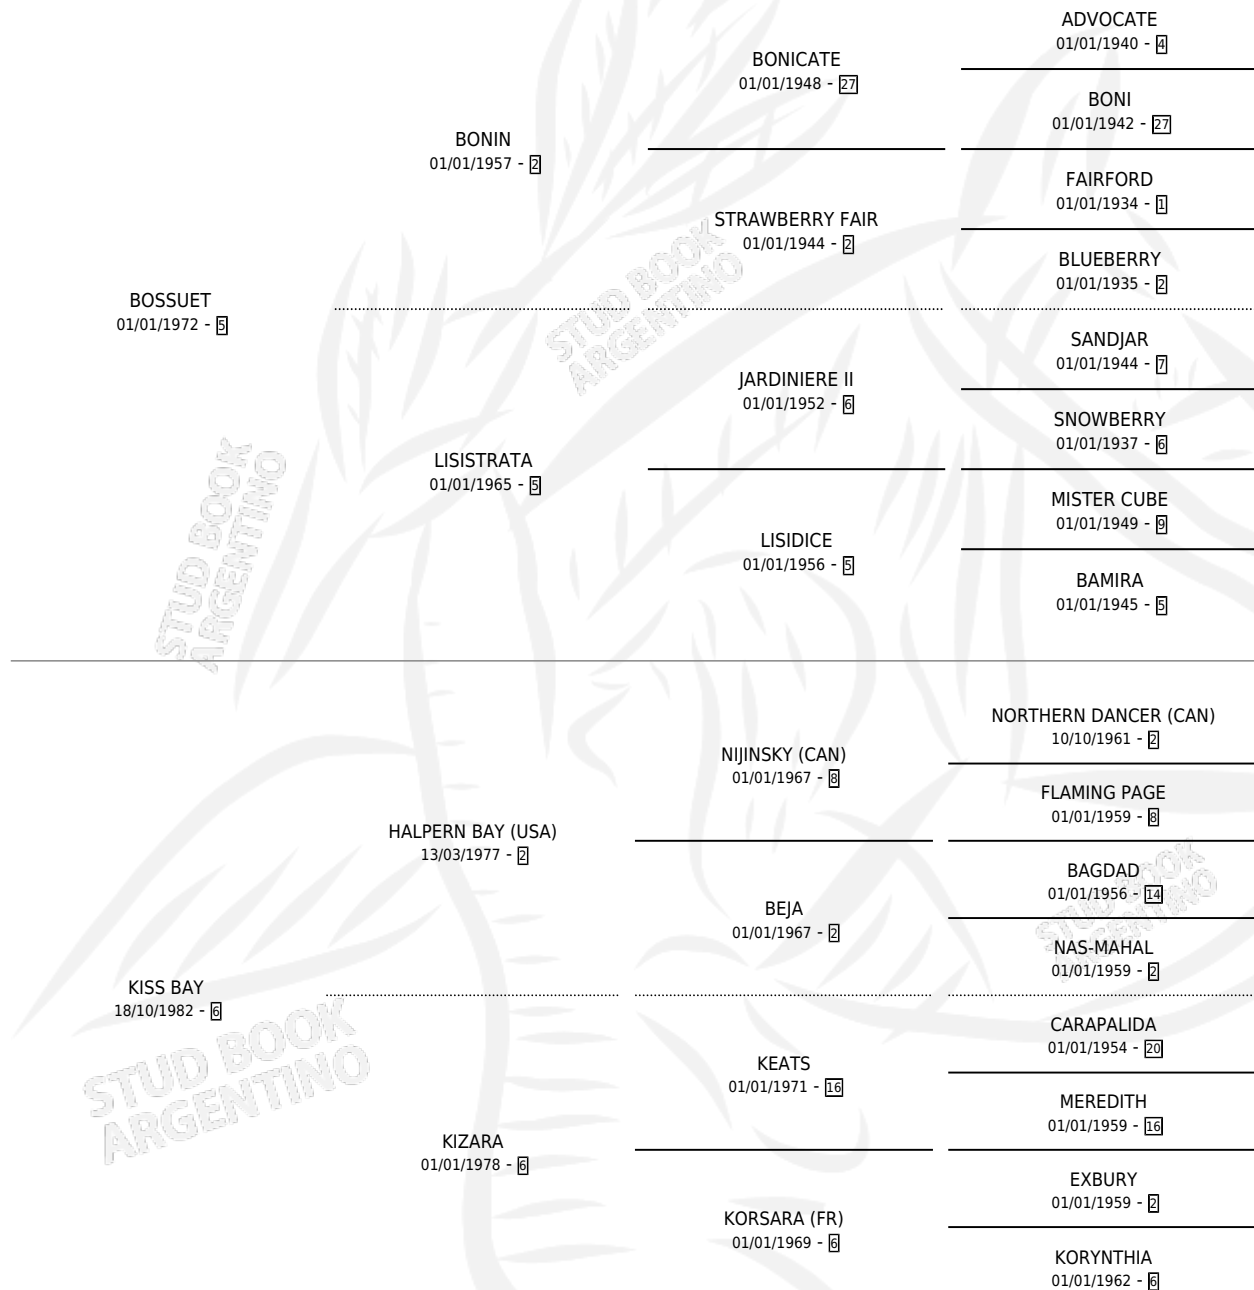 ADVOCATE
01/01/1940 - 4
BONICATE
01/01/1948 - 27
BONI
01/01/1942 - 27
BONIN
01/01/1957 - 2
FAIRFORD
01/01/1934 - 1
STRAWBERRY FAIR
01/01/1944 - 2
BLUEBERRY
01/01/1935 - 2
BOSSUET
01/01/1972 - 5
SANDJAR
01/01/1944 - 7
JARDINIERE II
01/01/1952 - 6
SNOWBERRY
01/01/1937 - 6
LISISTRATA
01/01/1965 - 5
MISTER CUBE
01/01/1949 - 9
LISIDICE
01/01/1956 - 5
BAMIRA
01/01/1945 - 5
STUD BOOK
ARGENTINO
STUD BOOK
ARGENTINO
NORTHERN DANCER (CAN)
10/10/1961 - 2
NIJINSKY (CAN)
01/01/1967 - 8
FLAMING PAGE
01/01/1959 - 8
HALPERN BAY (USA)
13/03/1977 - 2
BAGDAD
01/01/1956 - 14
BEJA
01/01/1967 - 2
NAS-MAHAL
01/01/1959 - 2
KISS BAY
18/10/1982 - 6
CARAPALIDA
01/01/1954 - 20
KEATS
01/01/1971 - 16
MEREDITH
01/01/1959 - 16
KIZARA
01/01/1978 - 6
EXBURY
01/01/1959 - 2
KORSARA (FR)
01/01/1969 - 6
KORYNTHIA
01/01/1962 - 6
STUD BOOK
ARGENTINO
STUD BOOK
ARGENTINO